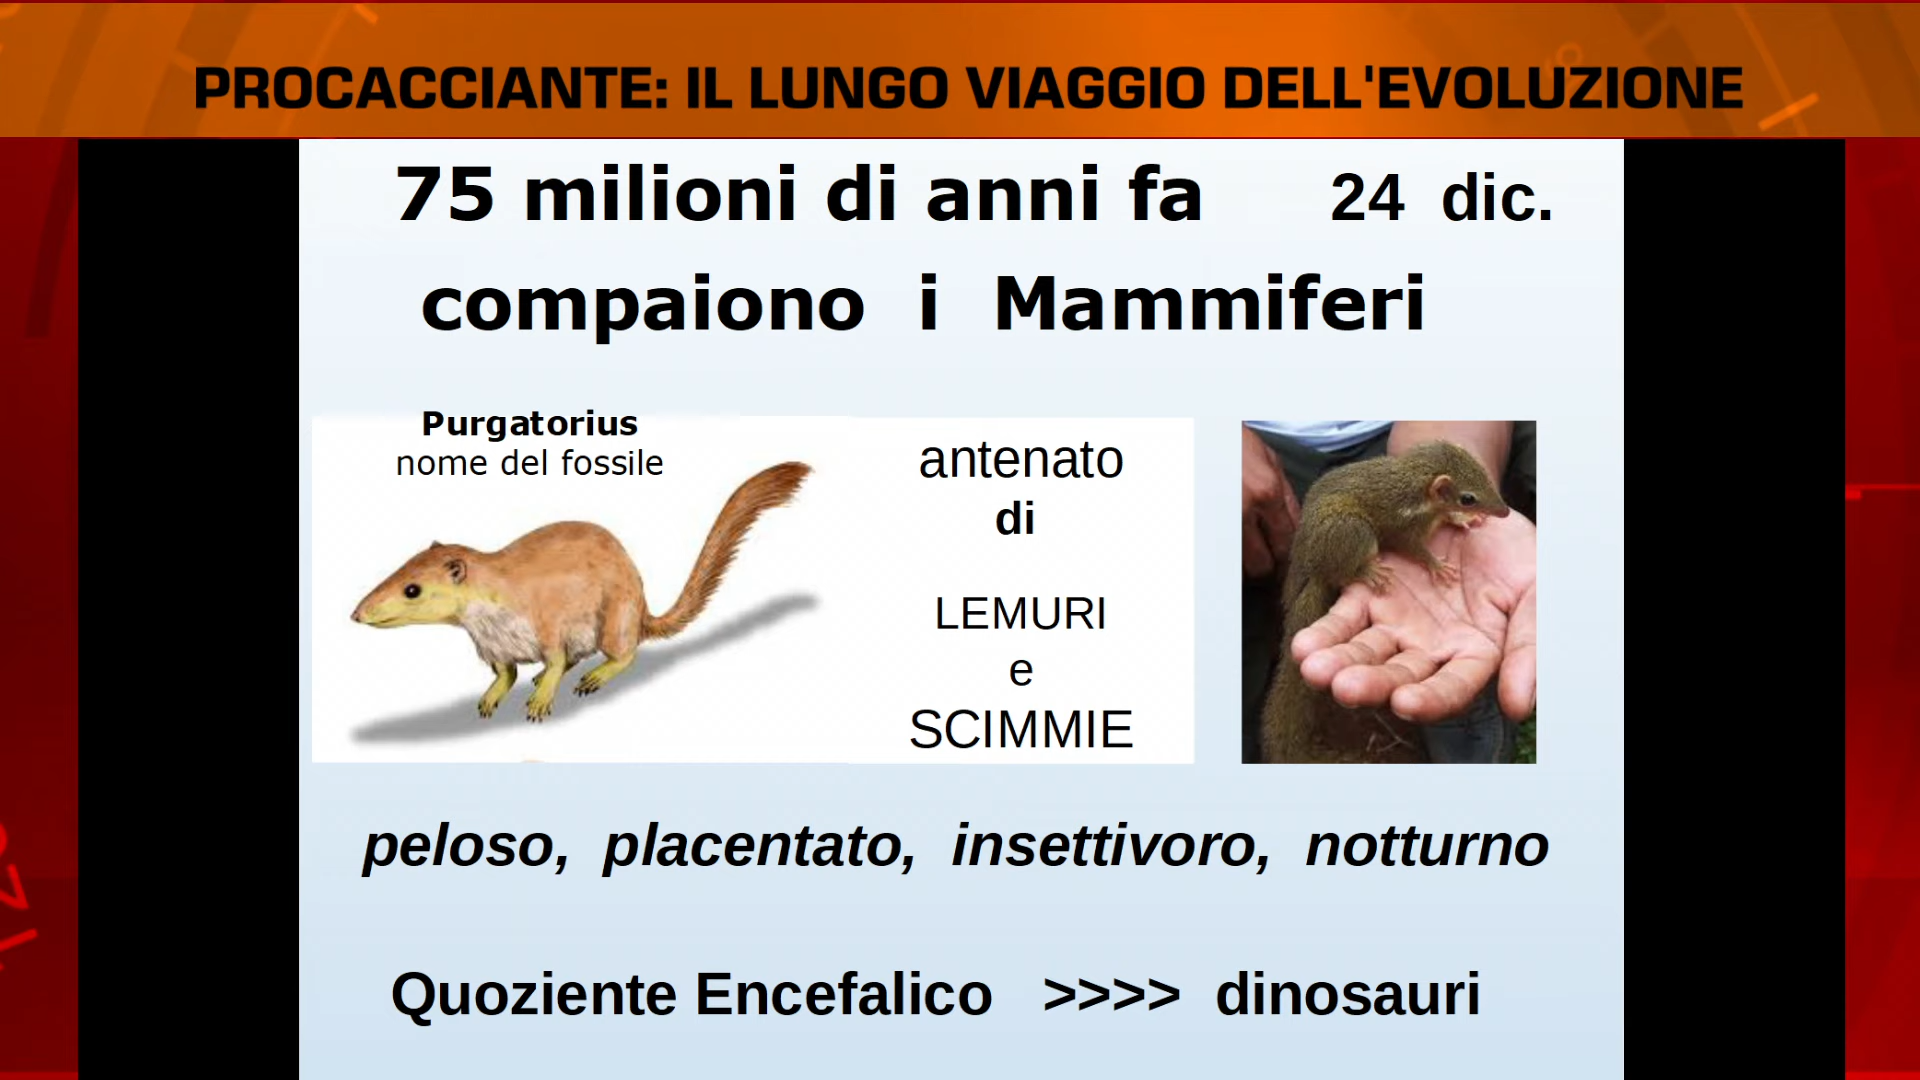 PROCACCIANTE: IL LUNGO VIAGGIO DELL'EVOLUZIONE
75 milioni di anni fa 24 dic.
compaiono i Mammiferi
Purgatorius
nome del fossile
antenato
di
LEMURI
e
SCIMMIE
peloso, placentato, insettivoro, notturno
Quoziente Encefalico >>>> dinosauri